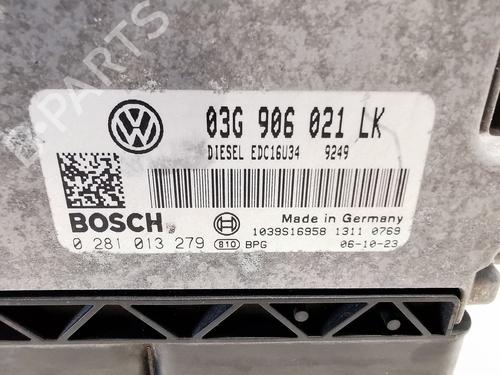 VW
03G 906 021 LK
DIESEL EDC16U34 9249
BOSCH
Made in Germany
0 281 013 279 810 BPG
1039S16958 1311 0769
06-10-23